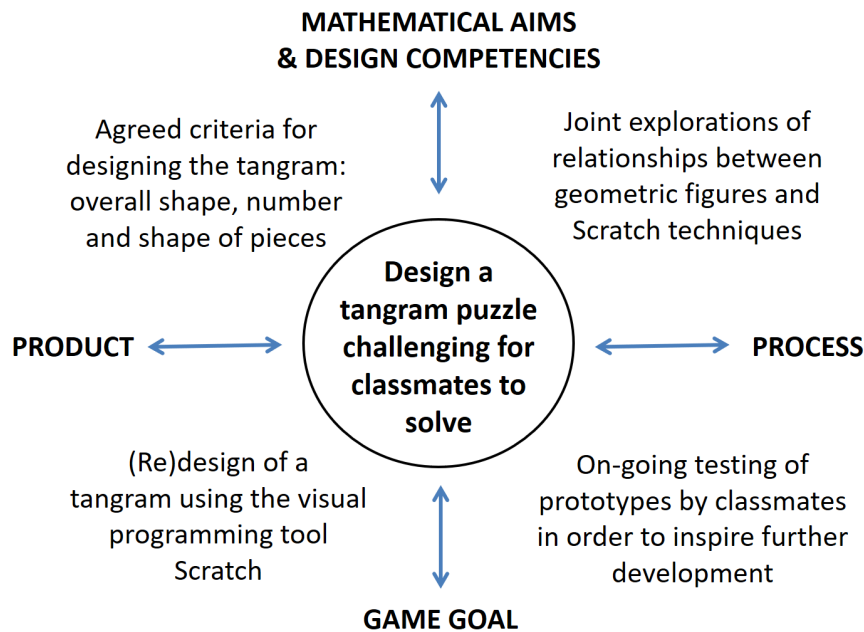 MATHEMATICAL AIMS
& DESIGN COMPETENCIES
Agreed criteria for
designing the tangram:
overall shape, number
and shape of pieces
Joint explorations of
relationships between
geometric figures and
Scratch techniques
PRODUCT
Design a
tangram puzzle
challenging for
classmates to
solve
PROCESS
(Re)design of a
tangram using the visual
programming tool
Scratch
On-going testing of
prototypes by classmates
in order to inspire further
development
GAME GOAL